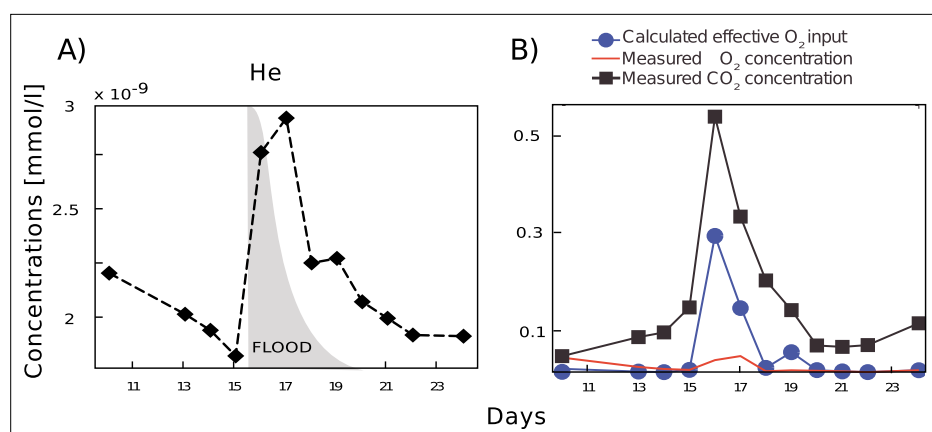 A)
He
x 10⁻⁹
Concentrations [mmol/l]
3
2.5
2
FLOOD
11 13 15 17 19 21 23
B)
Calculated effective O₂ input
Measured O₂ concentration
Measured CO₂ concentration
0.5
0.3
0.1
11 13 15 17 19 21 23
Days